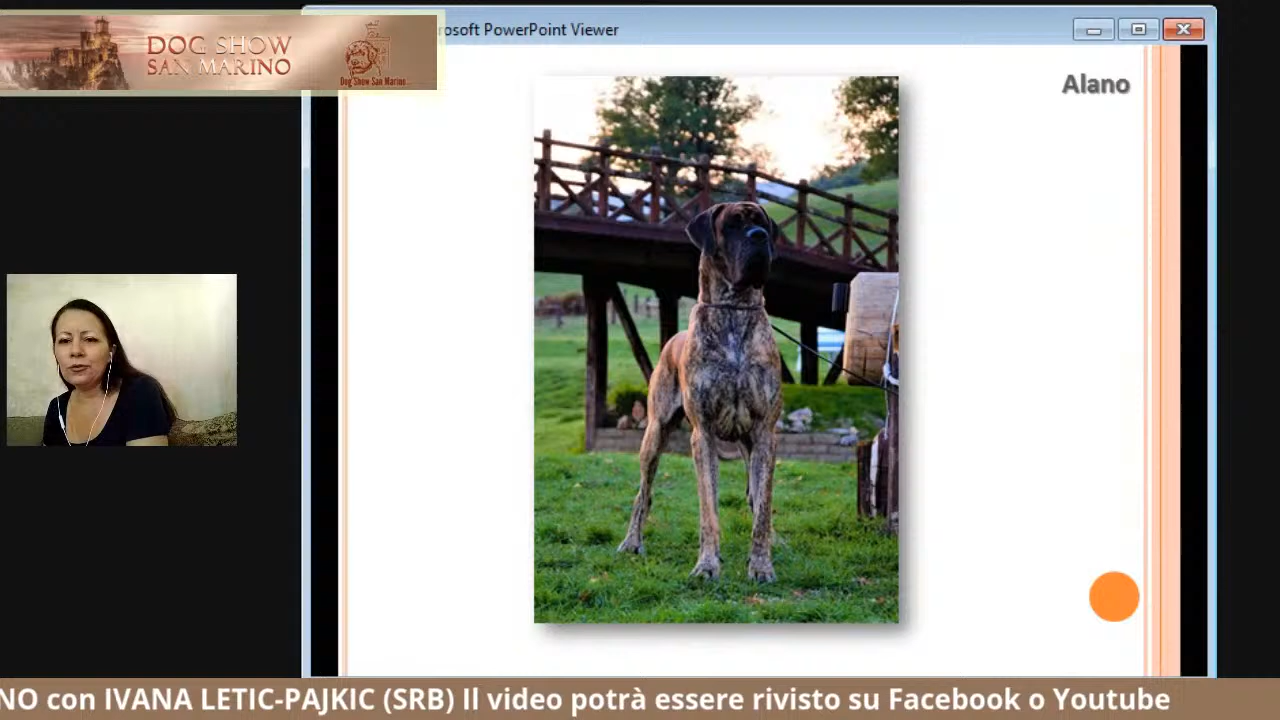 DOG SHOW
SAN MARINO
Dog Show San Marino
rosoft PowerPoint Viewer
Alano
NO con IVANA LETIC-PAJKIC (SRB) Il video potrà essere rivisto su Facebook o Youtube